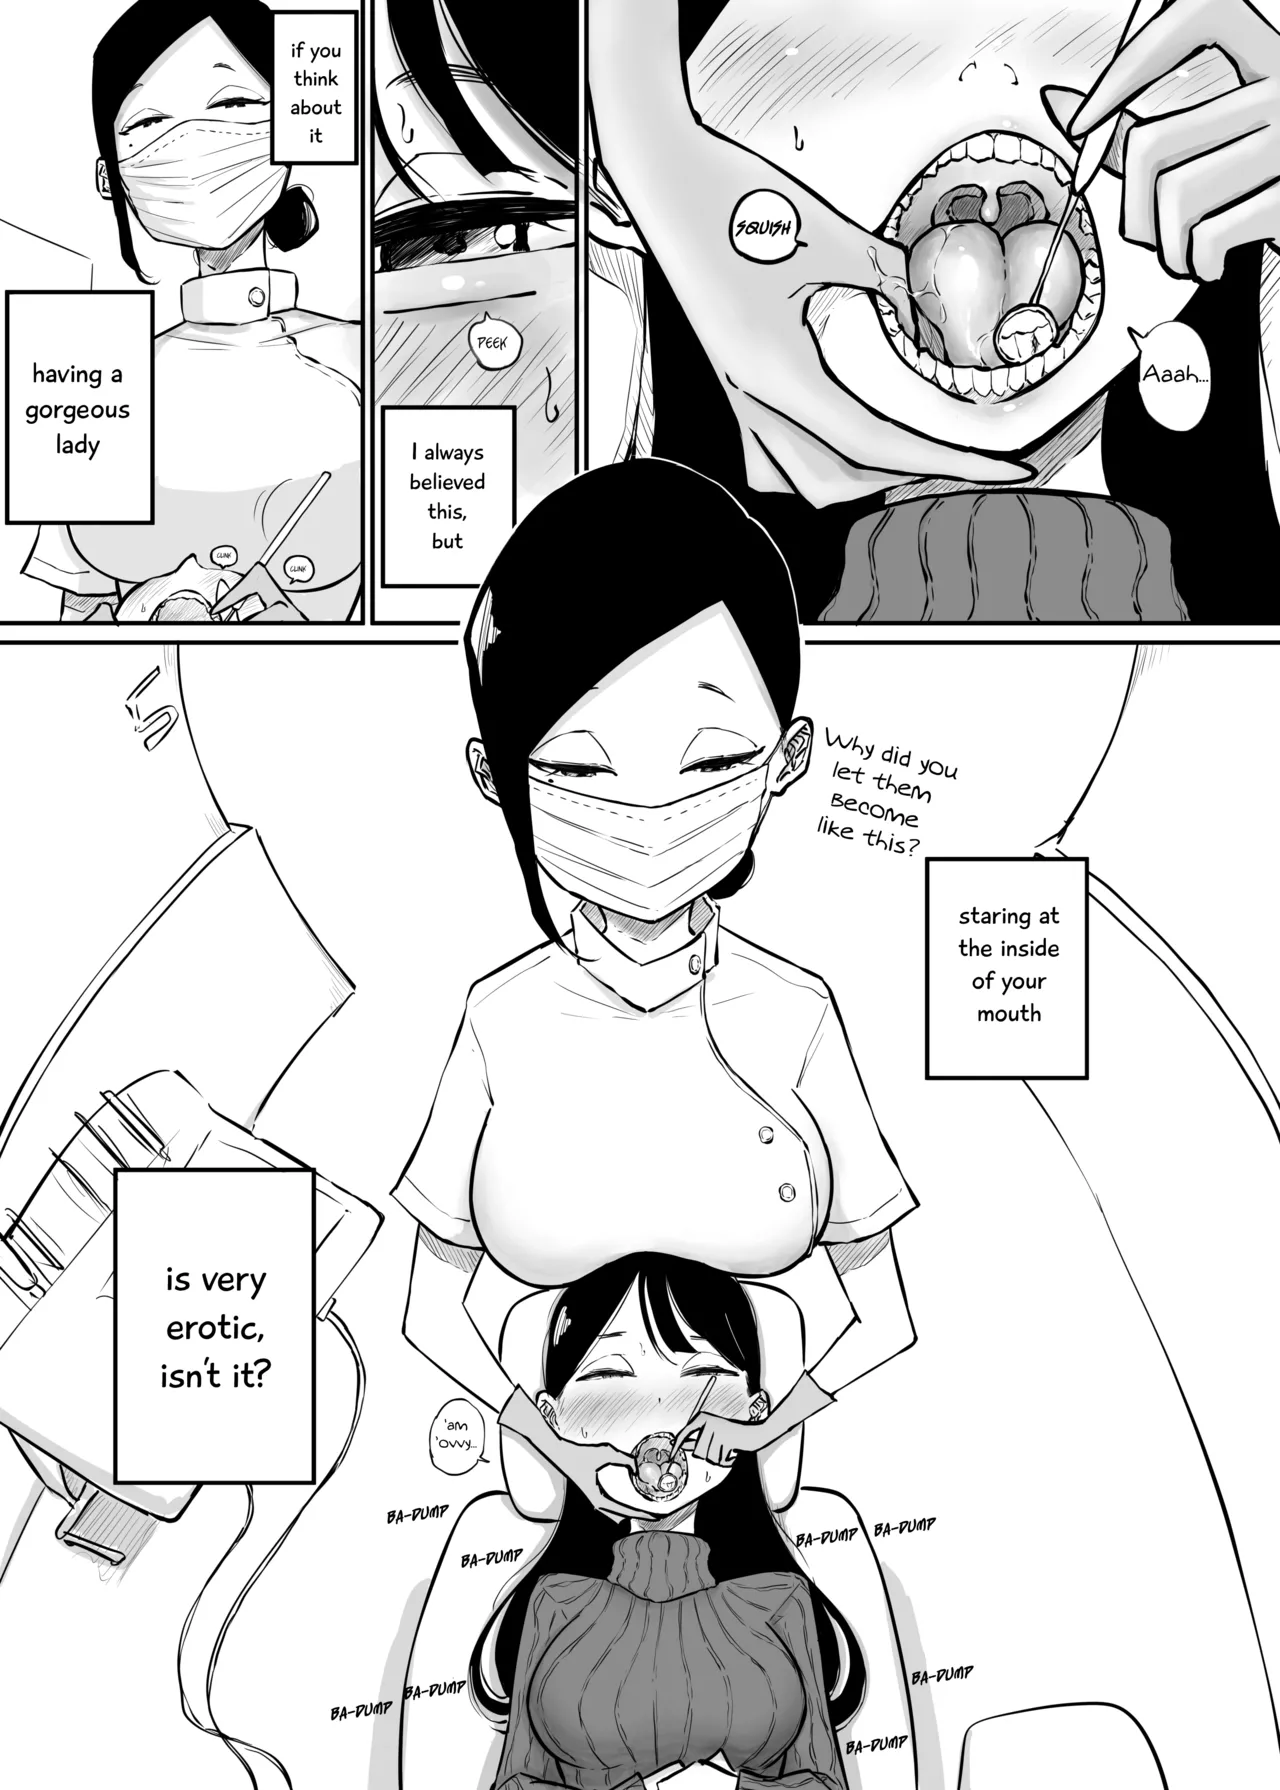 SQUISH
Aaah...
PEEK
I always
believed
this,
but
if you
think
about
it
having a
gorgeous
lady
CLINK
CLINK
Why did you
let them
BECOME
like this?
staring at
the inside
of your
mouth
is very
erotic,
isn't it?
'am
'ovvy...
BA-DUMP
BA-DUMP
BA-DUMP
BA-DUMP
BA-DUMP
BA-DUMP
BA-DUMP
BA-DUMP